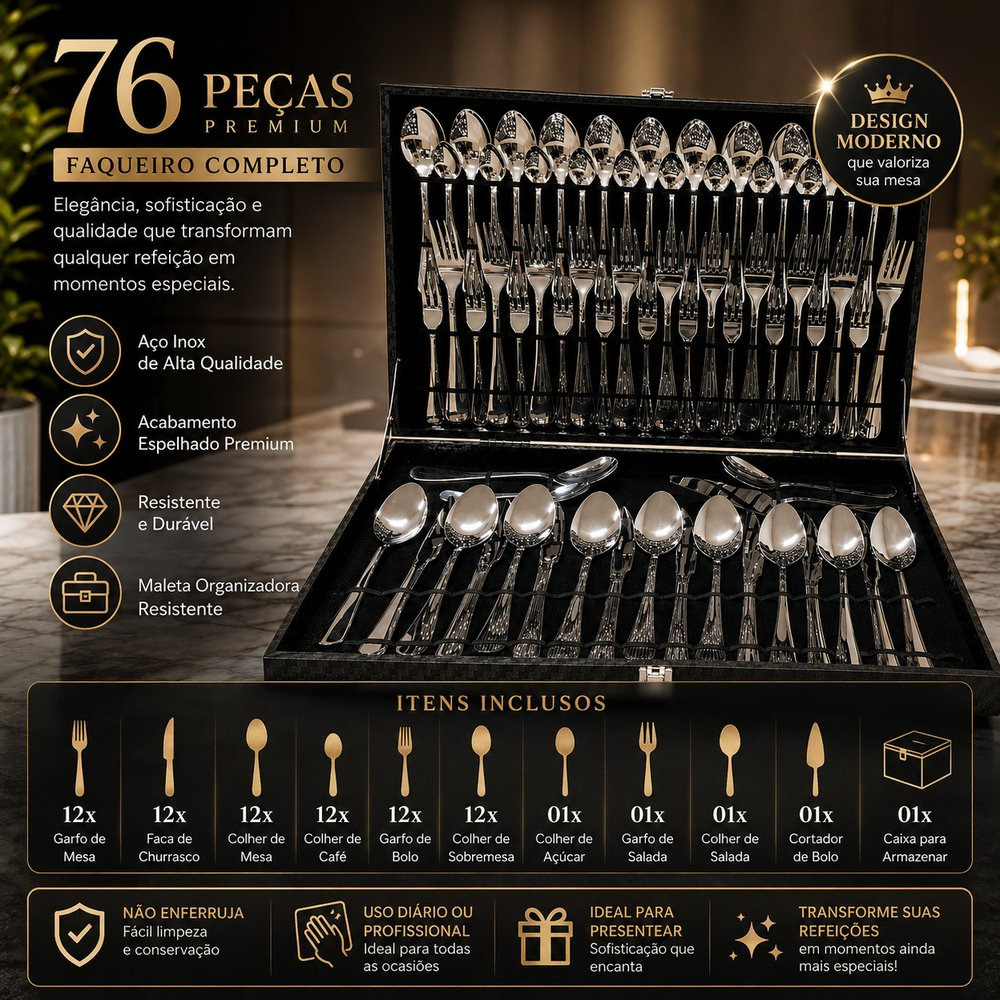 76 PEÇAS
PREMIUM
FAQUEIRO COMPLETO
Elegância, sofisticação e
qualidade que transformam
qualquer refeição em
momentos especiais.
DESIGN
MODERNO
que valoriza
sua mesa
Aço Inox
de Alta Qualidade
Acabamento
Espelhado Premium
Resistente
e Durável
Maleta Organizadora
Resistente
ITENS INCLUSOS
12x
Garfo de
Mesa
12x
Faca de
Churrasco
12x
Colher de
Mesa
12x
Colher de
Café
12x
Garfo de
Bolo
12x
Colher de
Sobremesa
01x
Colher de
Açúcar
01x
Garfo de
Salada
01x
Colher de
Salada
01x
Cortador
de Bolo
01x
Caixa para
Armazenar
NÃO ENFERRUJA
Fácil limpeza
e conservação
USO DIÁRIO OU
PROFISSIONAL
Ideal para todas
as ocasiões
IDEAL PARA
PRESENTEAR
Sofisticação que
encanta
TRANSFORME SUAS
REFEIÇÕES
em momentos ainda
mais especiais!